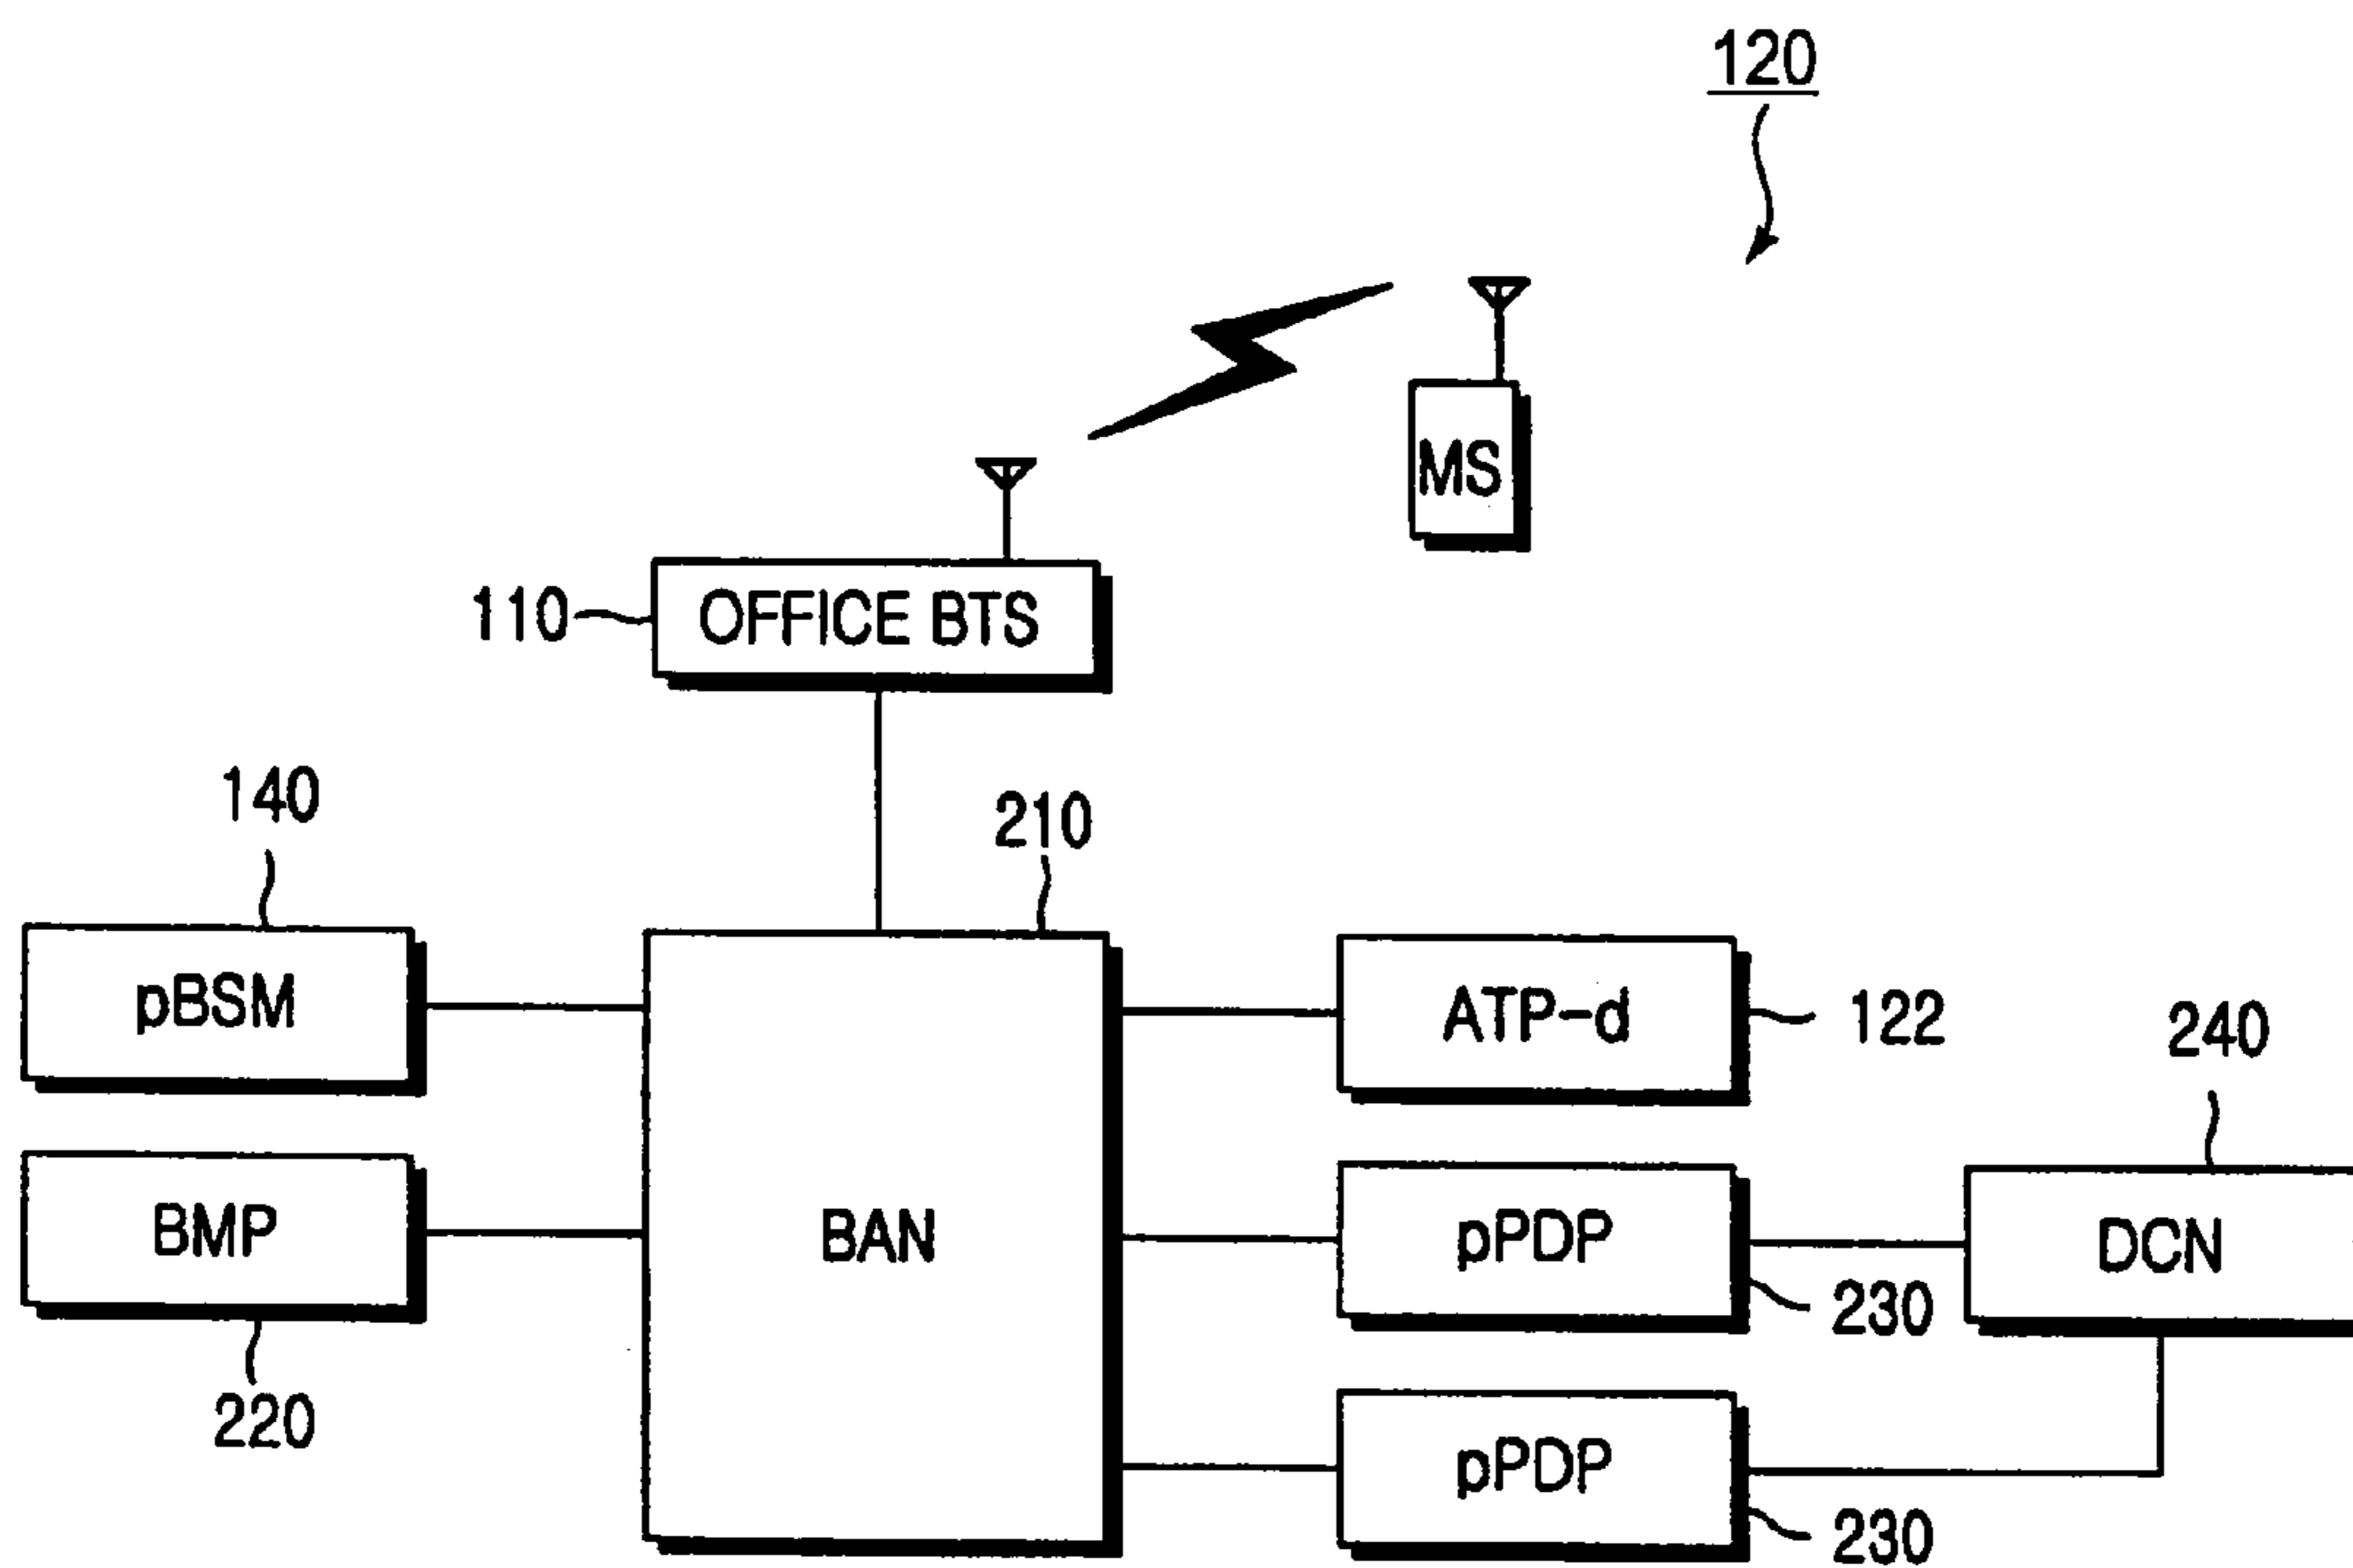 120
MS
110
OFFICE BTS
140
210
pBSM
ATP-d
122
240
BMP
BAN
pPDP
DCN
230
220
pPDP
230